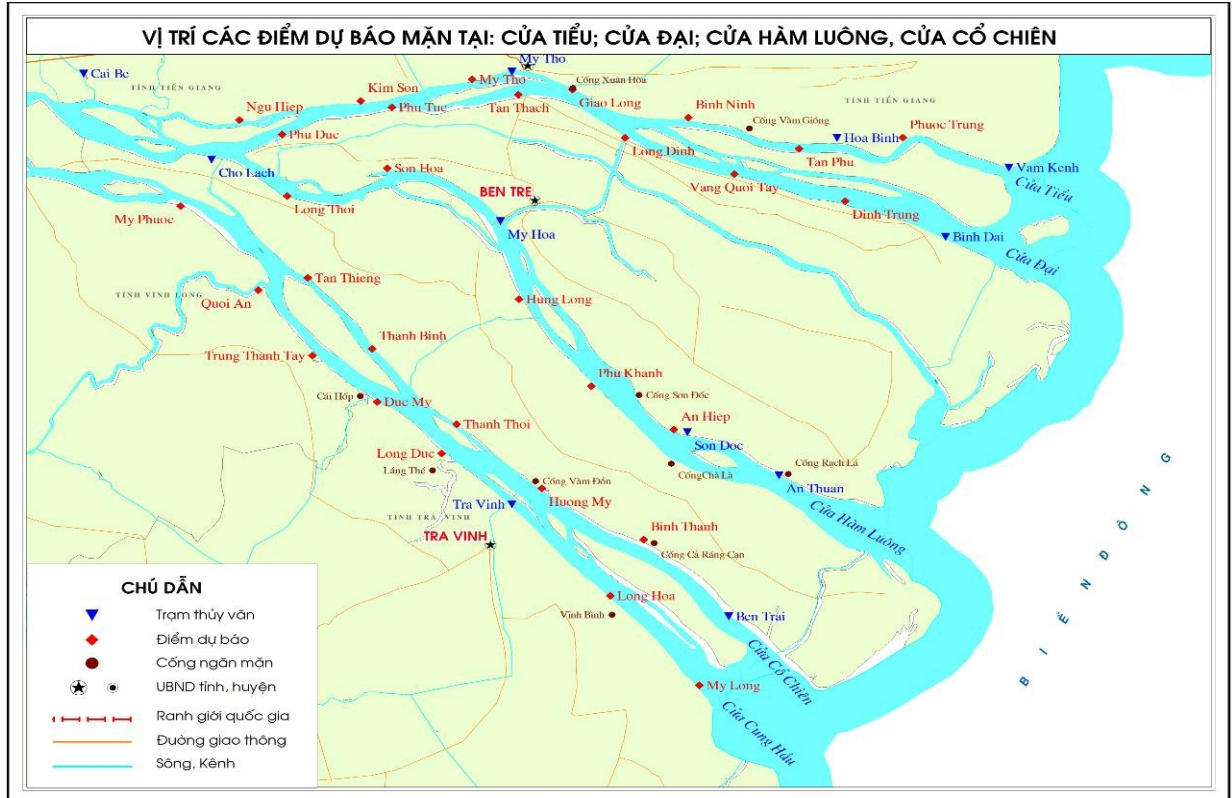 VỊ TRÍ CÁC ĐIỂM DỰ BÁO MẶN TẠI: CỬA TIỂU; CỬA ĐẠI; CỬA HÀM LUÔNG, CỬA CỔ CHIÊN
My Tho
Cai Be
TỈNH TIỀN GIANG
Kim Son
My Tho
Cống Xuân Hòa
Ngu Hiep
Phu Tuc
Tan Thach
Giao Long
Binh Ninh
TỈNH TIỀN GIANG
Cống Vàm Giồng
Hoa Binh
Phuoc Trung
Phu Duc
Long Dinh
Tan Phu
Cho Lach
Son Hoa
Vang Quoi Tay
Vam Kenh
Cửa Tiểu
BEN TRE
Long Thoi
My Phuoc
Dinh Trung
My Hoa
Binh Dai
Cửa Đại
Tan Thieng
TỈNH VĨNH LONG
Quoi An
Hung Long
Thanh Binh
Trung Thanh Tay
Phu Khanh
Cái Hốp
Duc My
Cống Sơn Đốc
An Hiep
Thanh Thoi
Son Doc
Long Duc
Láng Thé
CốngChà Là
Cống Rạch Lá
Cống Vàm Đồn
An Thuan
Tra Vinh
Huong My
TỈNH TRÀ VINH
Cửa Hàm Luông
TRA VINH
Binh Thanh
Cống Cá Ráng Cạn
BIỂN ĐÔNG
Long Hoa
Vĩnh Bình
Ben Trai
Cửa Cổ Chiên
My Long
Cửa Cung Hầu
CHÚ DẪN
Trạm thủy văn
Điểm dự báo
Cống ngăn mặn
UBND tỉnh, huyện
Ranh giới quốc gia
Đường giao thông
Sông, Kênh